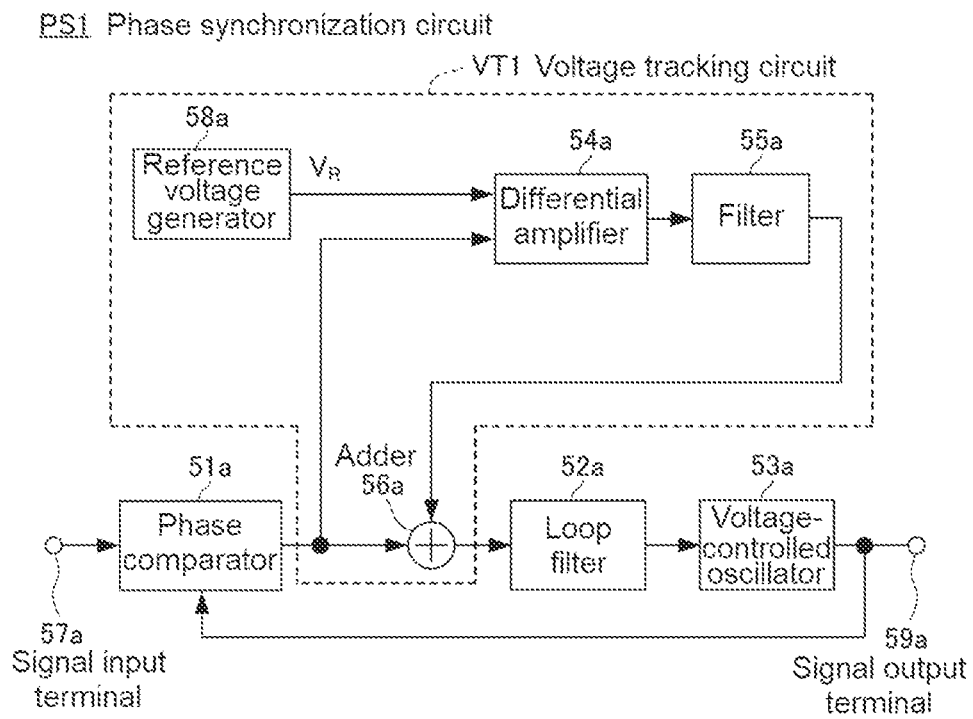 PS1 Phase synchronization circuit
VT1 Voltage tracking circuit
58a
Reference
voltage
generator
VR
54a
Differential
amplifier
55a
Filter
Adder
56a
51a
Phase
comparator
52a
Loop
filter
53a
Voltage-
controlled
oscillator
57a
Signal input
terminal
59a
Signal output
terminal